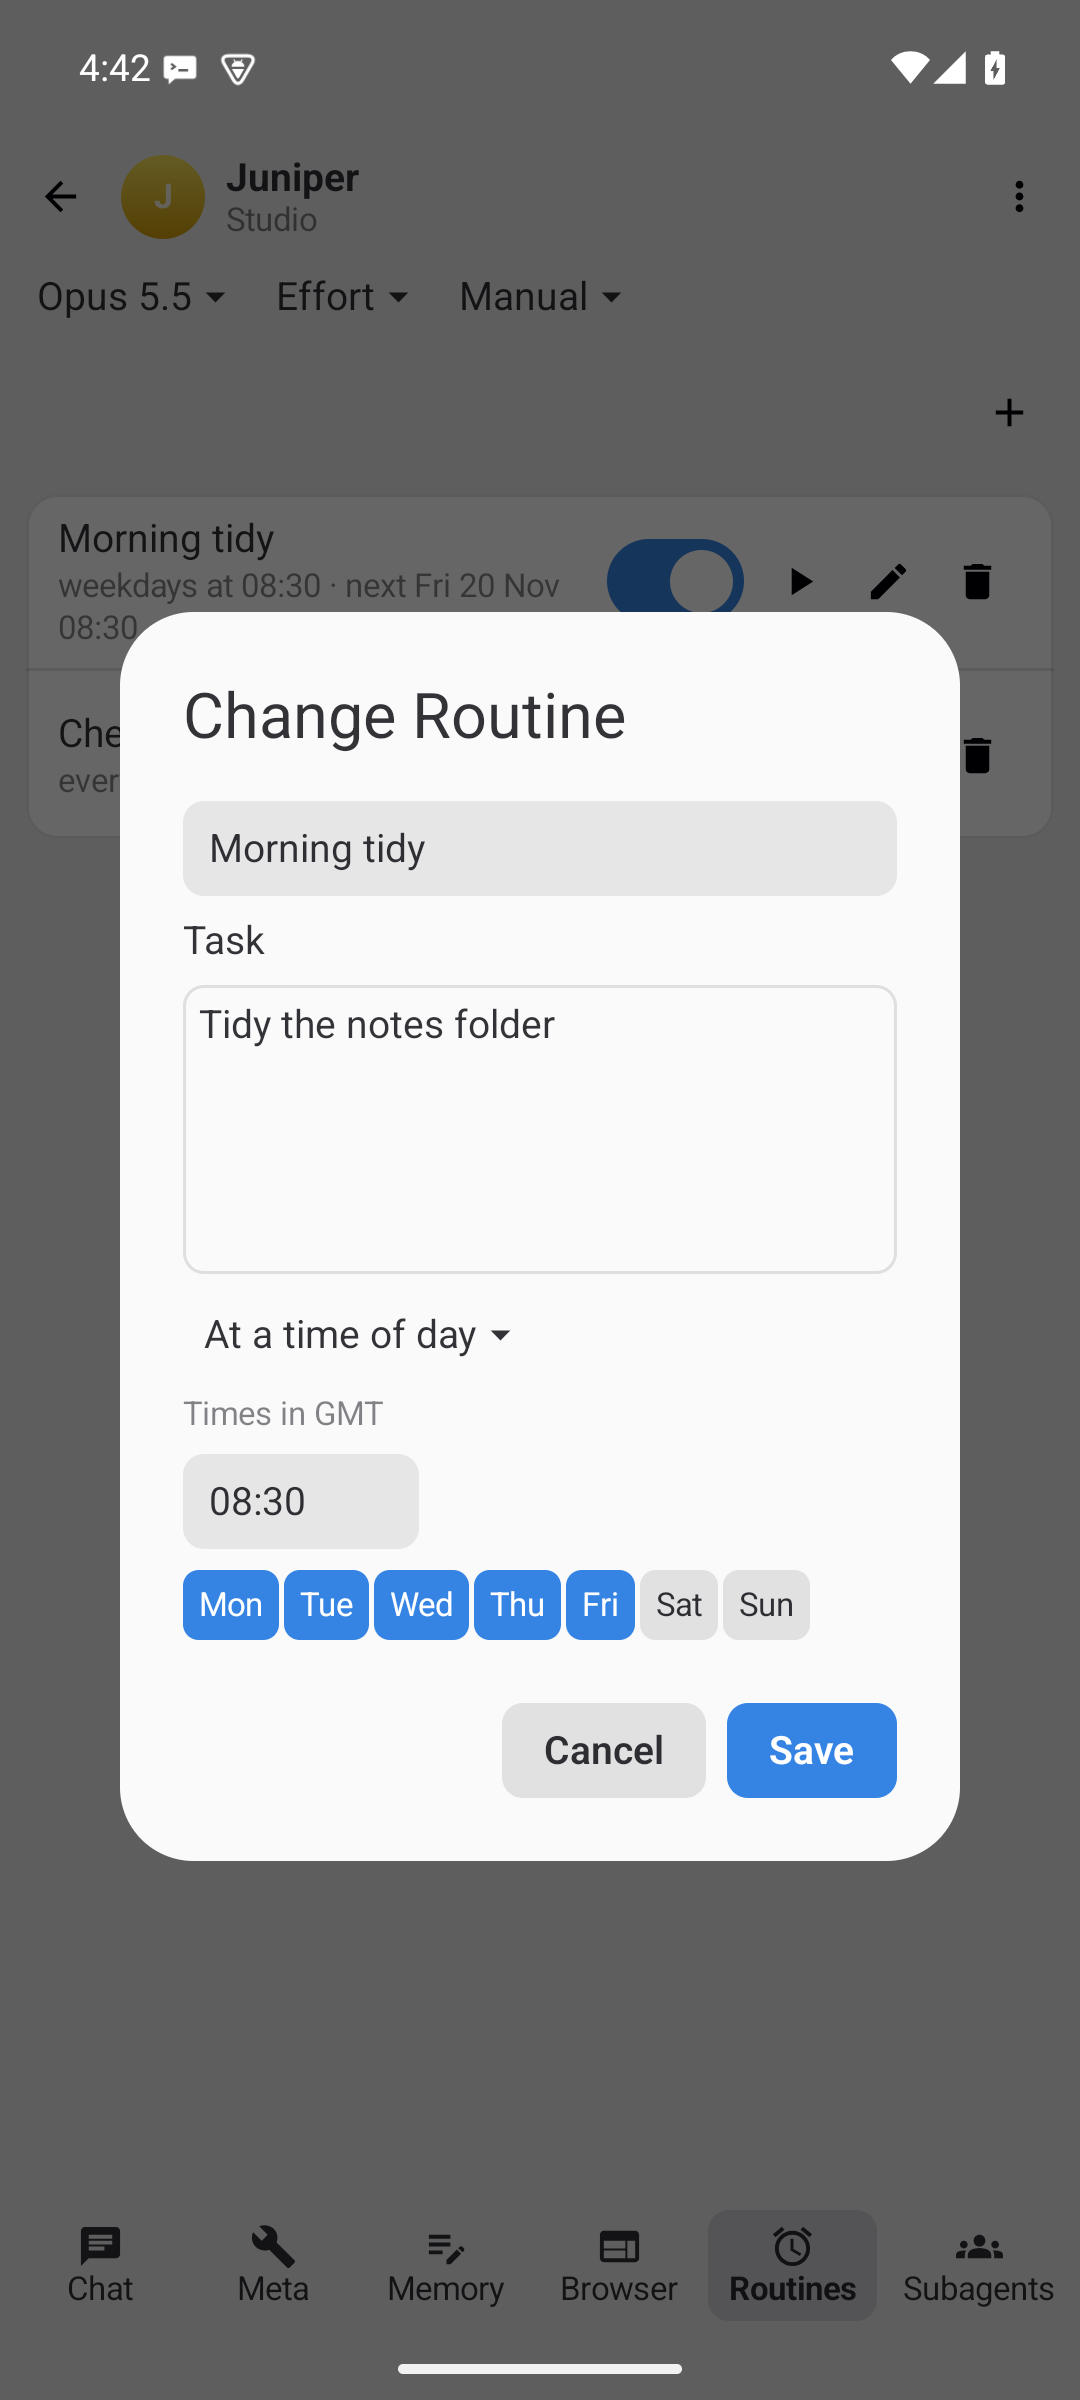 4:42
J
Juniper
Studio
Opus 5.5 Effort Manual
Morning tidy
weekdays at 08:30 · next Fri 20 Nov
08:30
Che
ever
Change Routine
Morning tidy
Task
Tidy the notes folder
At a time of day
Times in GMT
08:30
Mon Tue Wed Thu Fri Sat Sun
Cancel Save
Chat Meta Memory Browser Routines Subagents